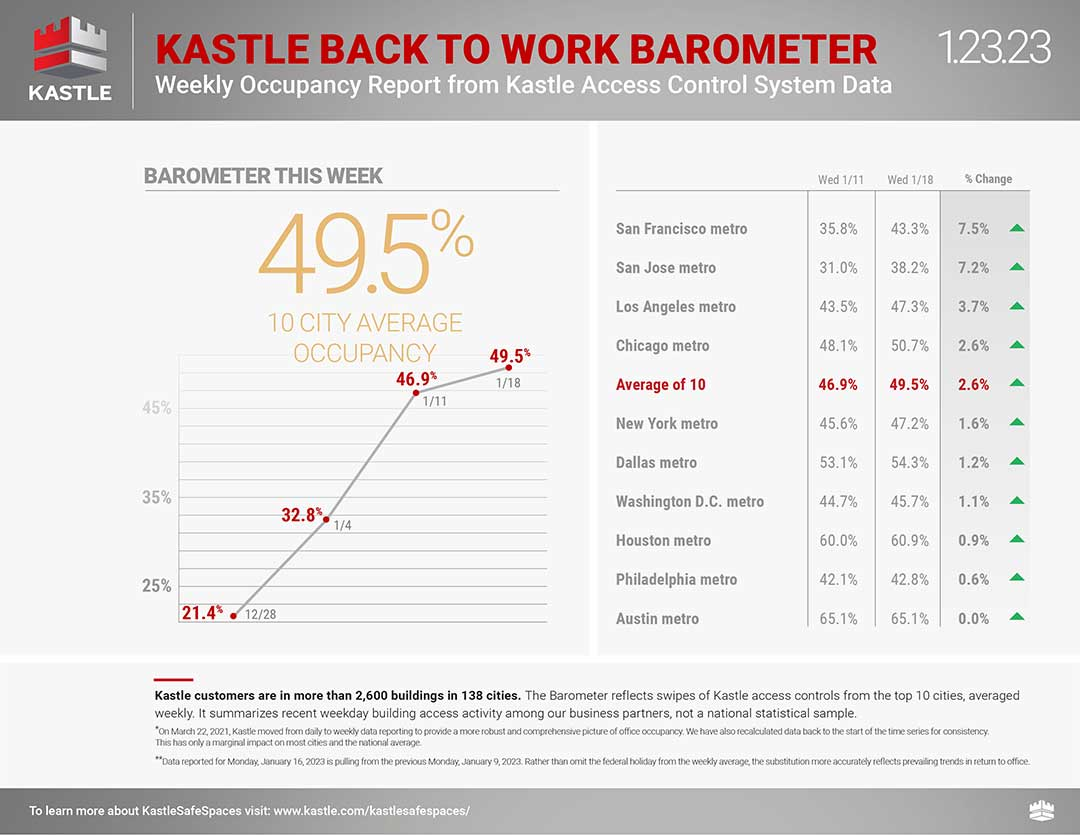 KASTLE
KASTLE BACK TO WORK BAROMETER
Weekly Occupancy Report from Kastle Access Control System Data
1.23.23
BAROMETER THIS WEEK
49.5%
10 CITY AVERAGE
OCCUPANCY
45%
35%
25%
21.4%
12/28
32.8%
1/4
46.9%
1/11
49.5%
1/18
Wed 1/11 Wed 1/18 % Change
San Francisco metro 35.8% 43.3% 7.5%
San Jose metro 31.0% 38.2% 7.2%
Los Angeles metro 43.5% 47.3% 3.7%
Chicago metro 48.1% 50.7% 2.6%
Average of 10 46.9% 49.5% 2.6%
New York metro 45.6% 47.2% 1.6%
Dallas metro 53.1% 54.3% 1.2%
Washington D.C. metro 44.7% 45.7% 1.1%
Houston metro 60.0% 60.9% 0.9%
Philadelphia metro 42.1% 42.8% 0.6%
Austin metro 65.1% 65.1% 0.0%
Kastle customers are in more than 2,600 buildings in 138 cities. The Barometer reflects swipes of Kastle access controls from the top 10 cities, averaged
weekly. It summarizes recent weekday building access activity among our business partners, not a national statistical sample.
*On March 22, 2021, Kastle moved from daily to weekly data reporting to provide a more robust and comprehensive picture of office occupancy. We have also recalculated data back to the start of the time series for consistency.
This has only a marginal impact on most cities and the national average.
**Data reported for Monday, January 16, 2023 is pulling from the previous Monday, January 9, 2023. Rather than omit the federal holiday from the weekly average, the substitution more accurately reflects prevailing trends in return to office.
To learn more about KastleSafeSpaces visit: www.kastle.com/kastlesafespaces/